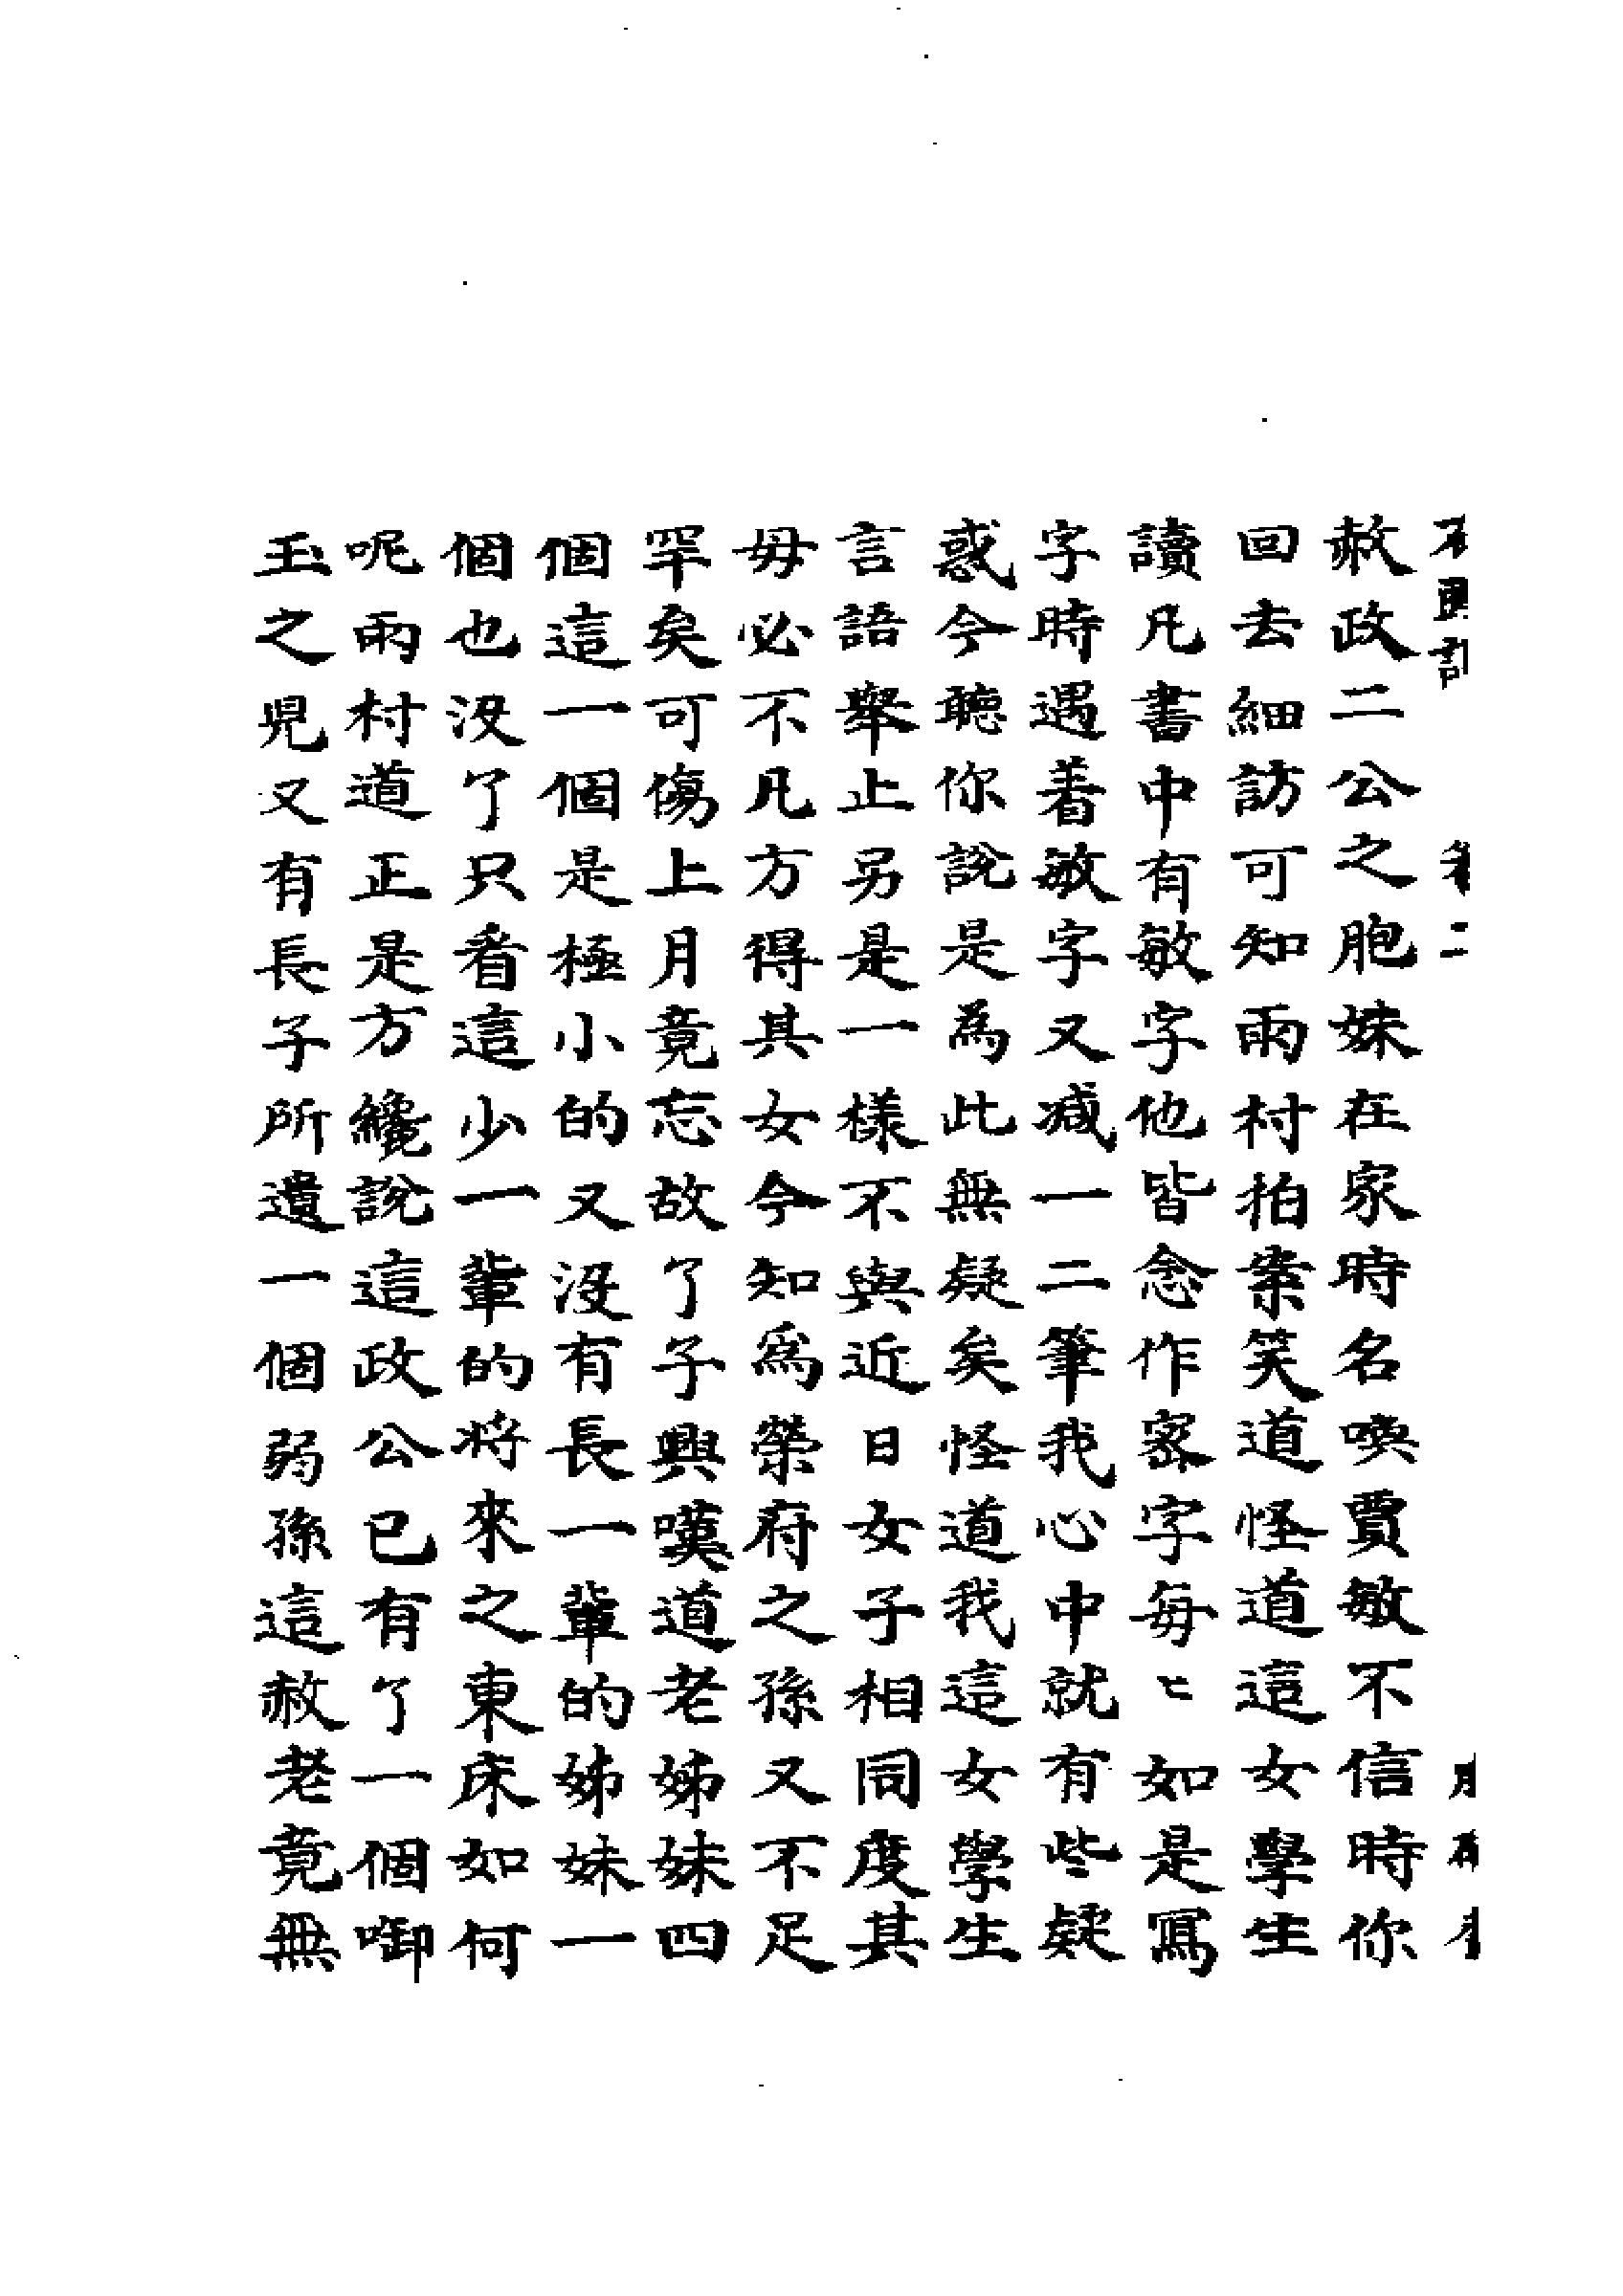 赦政二公之胞妹在家時名喚賈敏不信時你
回去細訪可知雨村拍案笑道怪道這女學生
讀凡書中有敏字他皆念作密字每〻如是寫
字時遇着敏字又减一二筆我心中就有些疑
惑今聽你說是為此無疑矣怪道我這女學生
言語舉止另是一樣不與近日女子相同度其
毋必不凡方得其女今知爲榮府之孫又不足
罕矣可傷上月竟忘故了子興嘆道老姊妹四
個這一個是極小的又没有長一軰的姊妹一
個也没了只看這少一軰的將來之東床如何
呢雨村道正是方纔說這政公已有了一個啣
玉之兒又有長子所遺一個弱孫這赦老竟無